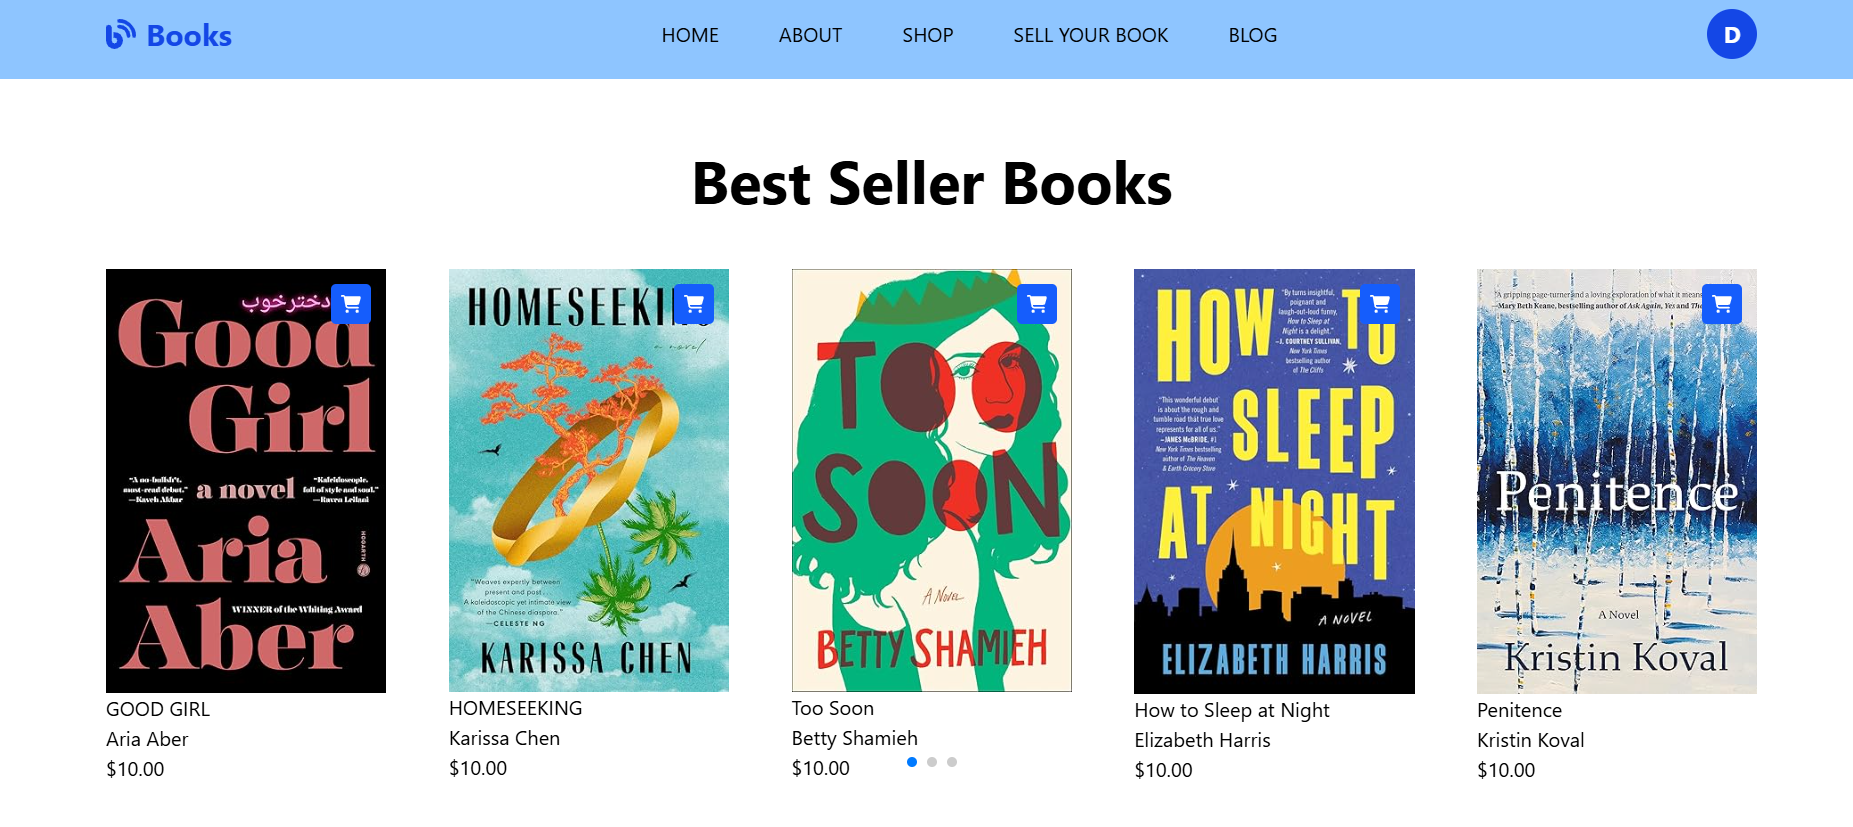 Books
HOME
ABOUT
SHOP
SELL YOUR BOOK
BLOG
D
Best Seller Books
دختر خوب
Good
Girl
"A no-bullsh*t,
must-read debut."
—Kaveh Akbar
a novel
"Kaleidoscopic,
full of style and soul."
—Raven Leilani
Aria
HOGARTH
WINNER of the Whiting Award
Aber
GOOD GIRL
Aria Aber
$10.00
HOMESEEKING
a novel
"Weaves expertly between
present and past.
A kaleidoscopic yet intimate view
of the Chinese diaspora."
—CELESTE NG
KARISSA CHEN
HOMESEEKING
Karissa Chen
$10.00
TOO
SOON
A NOVEL
BETTY SHAMIEH
Too Soon
Betty Shamieh
$10.00
HOW TO
"By turns insightful,
poignant and
laugh-out-loud funny,
How to Sleep at
Night is a delight."
—J. COURTNEY SULLIVAN,
New York Times
bestselling author
of The Cliffs
SLEEP
"This wonderful debut
is about the rough and
tumble road that true love
represents for all of us."
—JAMES McBRIDE, #1
New York Times bestselling
author of The Heaven
& Earth Grocery Store
AT NIGHT
A NOVEL
ELIZABETH HARRIS
How to Sleep at Night
Elizabeth Harris
$10.00
"A gripping page-turner and a loving exploration of what it means
Mary Beth Keane, bestselling author of Ask Again, Yes and The
Penitence
A Novel
Kristin Koval
Penitence
Kristin Koval
$10.00